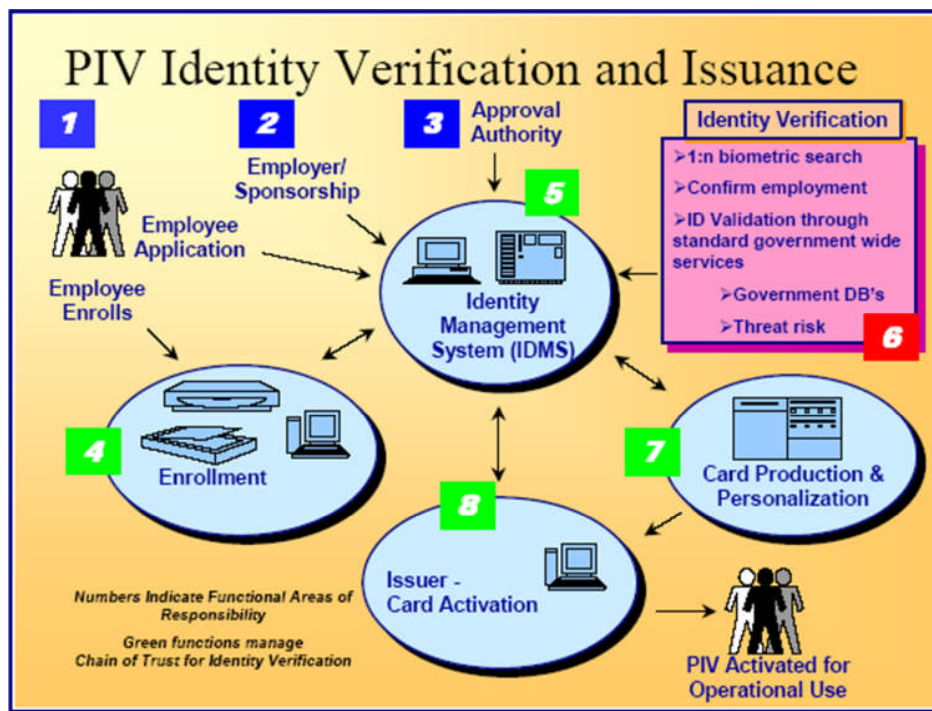 PIV Identity Verification and Issuance
1
2
3
Approval
Authority
Identity Verification
➢1:n biometric search
➢Confirm employment
➢ID Validation through
standard government wide
services
➢Government DB's
➢Threat risk
6
Employer/
Sponsorship
5
Employee
Application
Employee
Enrolls
Identity
Management
System (IDMS)
4
Enrollment
7
Card Production &
Personalization
8
Issuer -
Card Activation
Numbers Indicate Functional Areas of
Responsibility
Green functions manage
Chain of Trust for Identity Verification
PIV Activated for
Operational Use